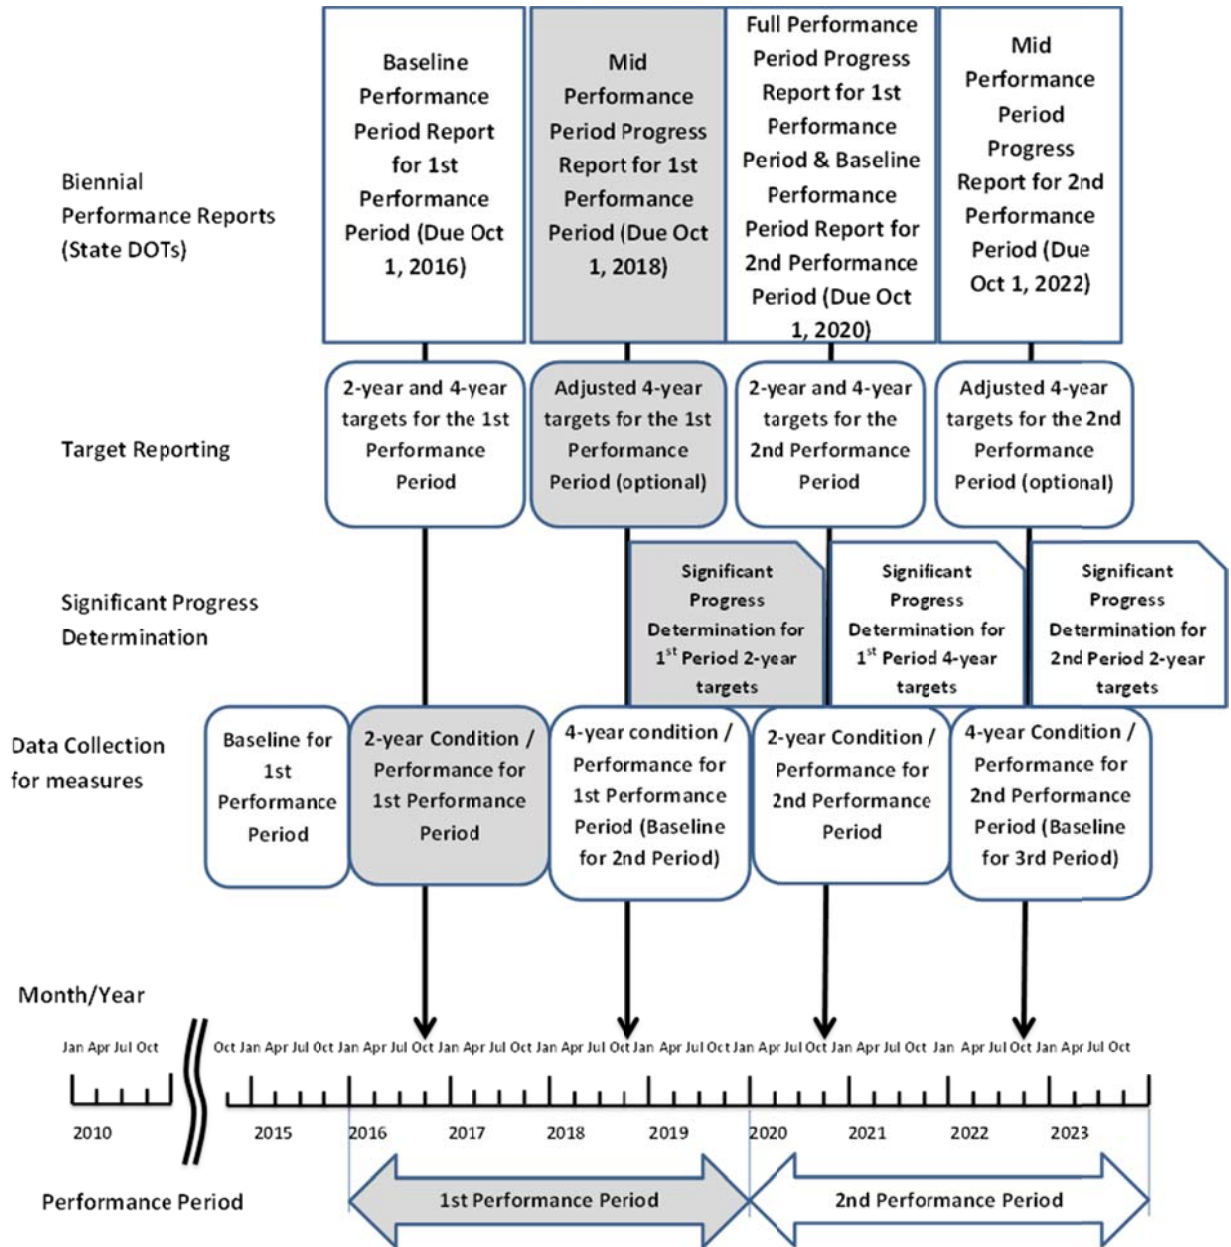 Biennial
Performance Reports
(State DOTs)
Baseline
Performance
Period Report
for 1st
Performance
Period (Due Oct
1, 2016)
Mid
Performance
Period Progress
Report for 1st
Performance
Period (Due Oct
1, 2018)
Full Performance
Period Progress
Report for 1st
Performance
Period & Baseline
Performance
Period Report for
2nd Performance
Period (Due Oct
1, 2020)
Mid
Performance
Period
Progress
Report for 2nd
Performance
Period (Due
Oct 1, 2022)
Target Reporting
2-year and 4-year
targets for the 1st
Performance
Period
Adjusted 4-year
targets for the 1st
Performance
Period (optional)
2-year and 4-year
targets for the
2nd Performance
Period
Adjusted 4-year
targets for the 2nd
Performance
Period (optional)
Significant Progress
Determination
Significant
Progress
Determination for
1st Period 2-year
targets
Significant
Progress
Determination for
1st Period 4-year
targets
Significant
Progress
Determination for
2nd Period 2-year
targets
Data Collection
for measures
Baseline for
1st
Performance
Period
2-year Condition /
Performance for
1st Performance
Period
4-year condition /
Performance for
1st Performance
Period (Baseline
for 2nd Period)
2-year Condition /
Performance for
2nd Performance
Period
4-year Condition /
Performance for
2nd Performance
Period (Baseline
for 3rd Period)
Month/Year
Jan Apr Jul Oct Oct Jan Apr Jul Oct Jan Apr Jul Oct Jan Apr Jul Oct Jan Apr Jul Oct Jan Apr Jul Oct Jan Apr Jul Oct Jan Apr Jul Oct Jan Apr Jul Oct Jan Apr Jul Oct
2010 2015 2016 2017 2018 2019 2020 2021 2022 2023
Performance Period
1st Performance Period
2nd Performance Period